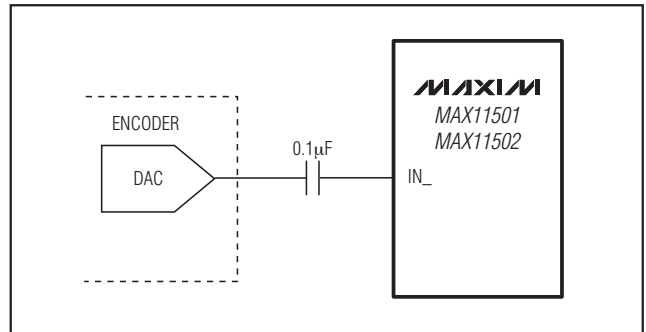 ENCODER
DAC
0.1µF
MAXIM
MAX11501
MAX11502
IN_